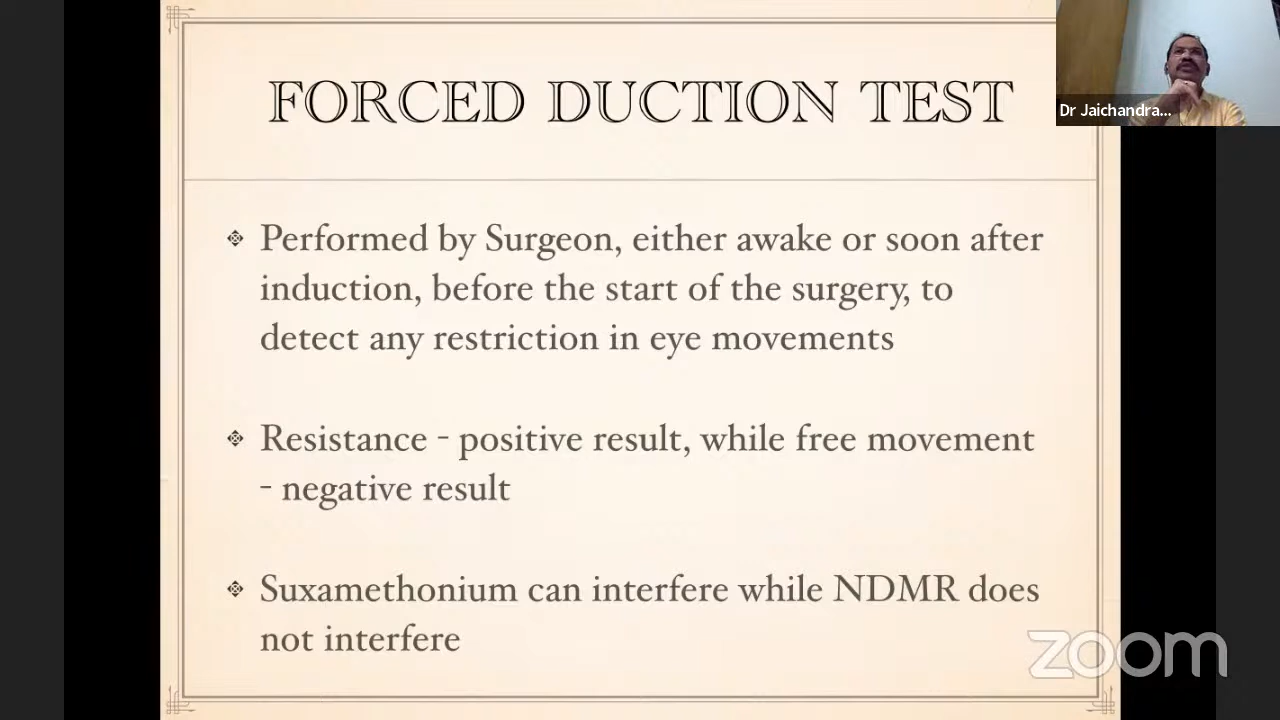 FORCED DUCTION TEST
Dr Jaichandra...
Performed by Surgeon, either awake or soon after
induction, before the start of the surgery, to
detect any restriction in eye movements
Resistance - positive result, while free movement
- negative result
Suxamethonium can interfere while NDMR does
not interfere
zoom